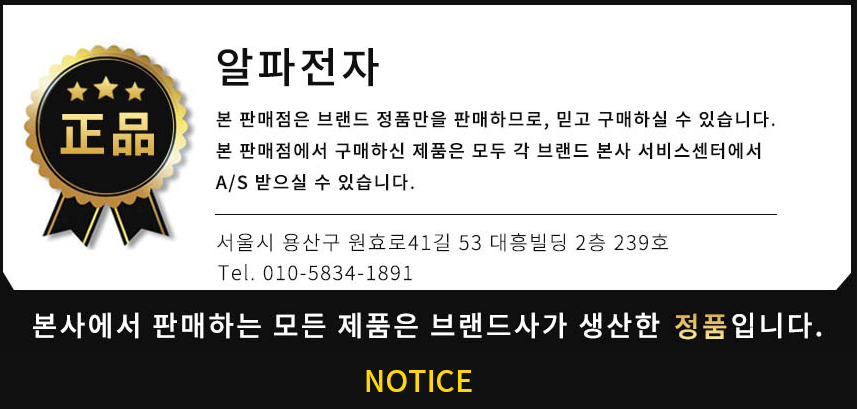 正品
알파전자
본 판매점은 브랜드 정품만을 판매하므로, 믿고 구매하실 수 있습니다.
본 판매점에서 구매하신 제품은 모두 각 브랜드 본사 서비스센터에서
A/S 받으실 수 있습니다.
서울시 용산구 원효로41길 53 대흥빌딩 2층 239호
Tel. 010-5834-1891
본사에서 판매하는 모든 제품은 브랜드사가 생산한 정품입니다.
NOTICE